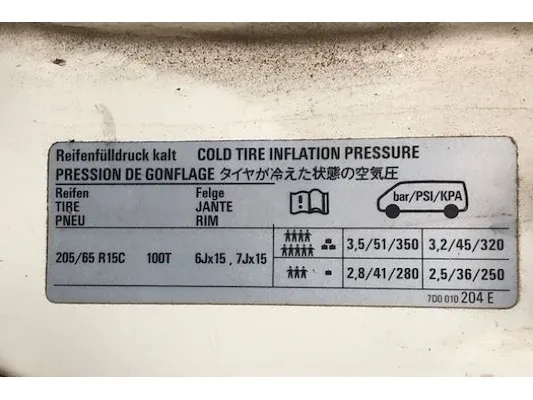 Reifenfülldruck kalt COLD TIRE INFLATION PRESSURE
PRESSION DE GONFLAGE タイヤが冷えた状態の空気圧
Reifen Felge
TIRE JANTE bar/PSI/KPA
PNEU RIM
205/65 R15C 100T 6Jx15 , 7Jx15
3,5/51/350 3,2/45/320
2,8/41/280 2,5/36/250
7D0 010 204 E